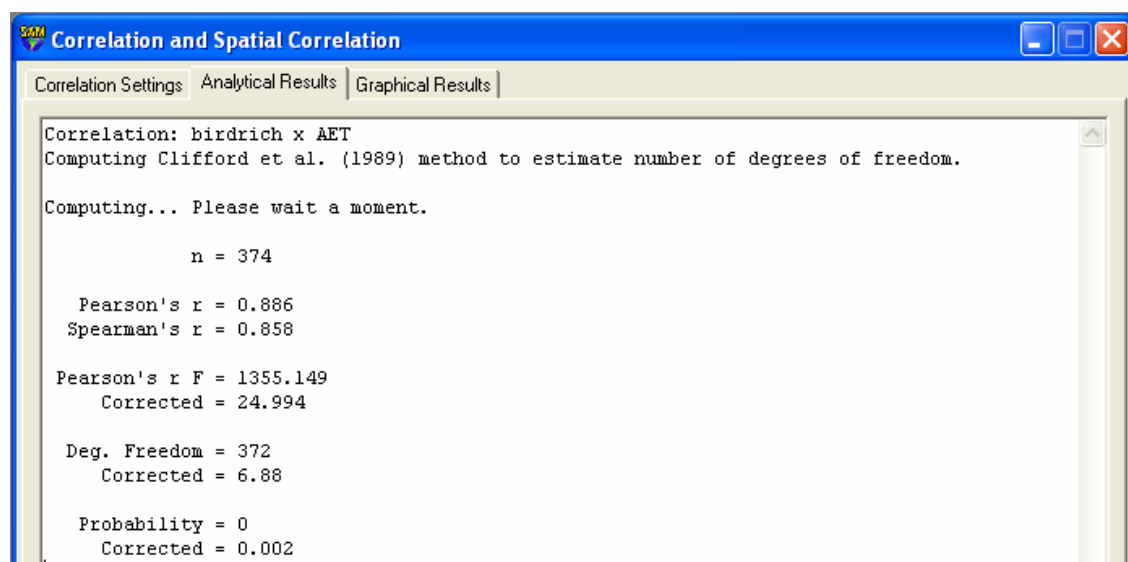 SAM Correlation and Spatial Correlation
Correlation Settings Analytical Results Graphical Results
Correlation: birdrich x AET
Computing Clifford et al. (1989) method to estimate number of degrees of freedom.
Computing... Please wait a moment.
n = 374
Pearson's r = 0.886
Spearman's r = 0.858
Pearson's r F = 1355.149
Corrected = 24.994
Deg. Freedom = 372
Corrected = 6.88
Probability = 0
Corrected = 0.002